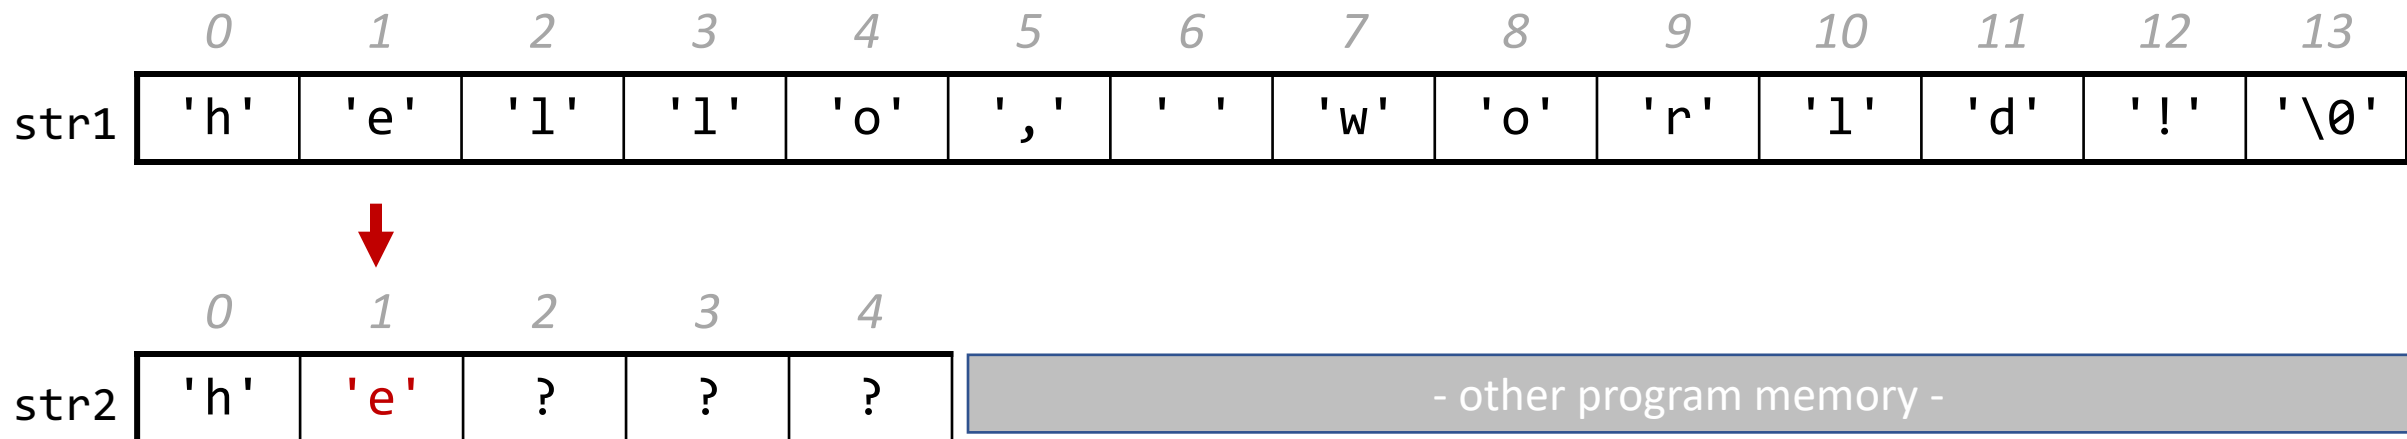 0 1 2 3 4 5 6 7 8 9 10 11 12 13
str1 'h' 'e' 'l' 'l' 'o' ',' ' ' 'w' 'o' 'r' 'l' 'd' '!' '\0'
0 1 2 3 4
str2 'h' 'e' ? ? ? - other program memory -